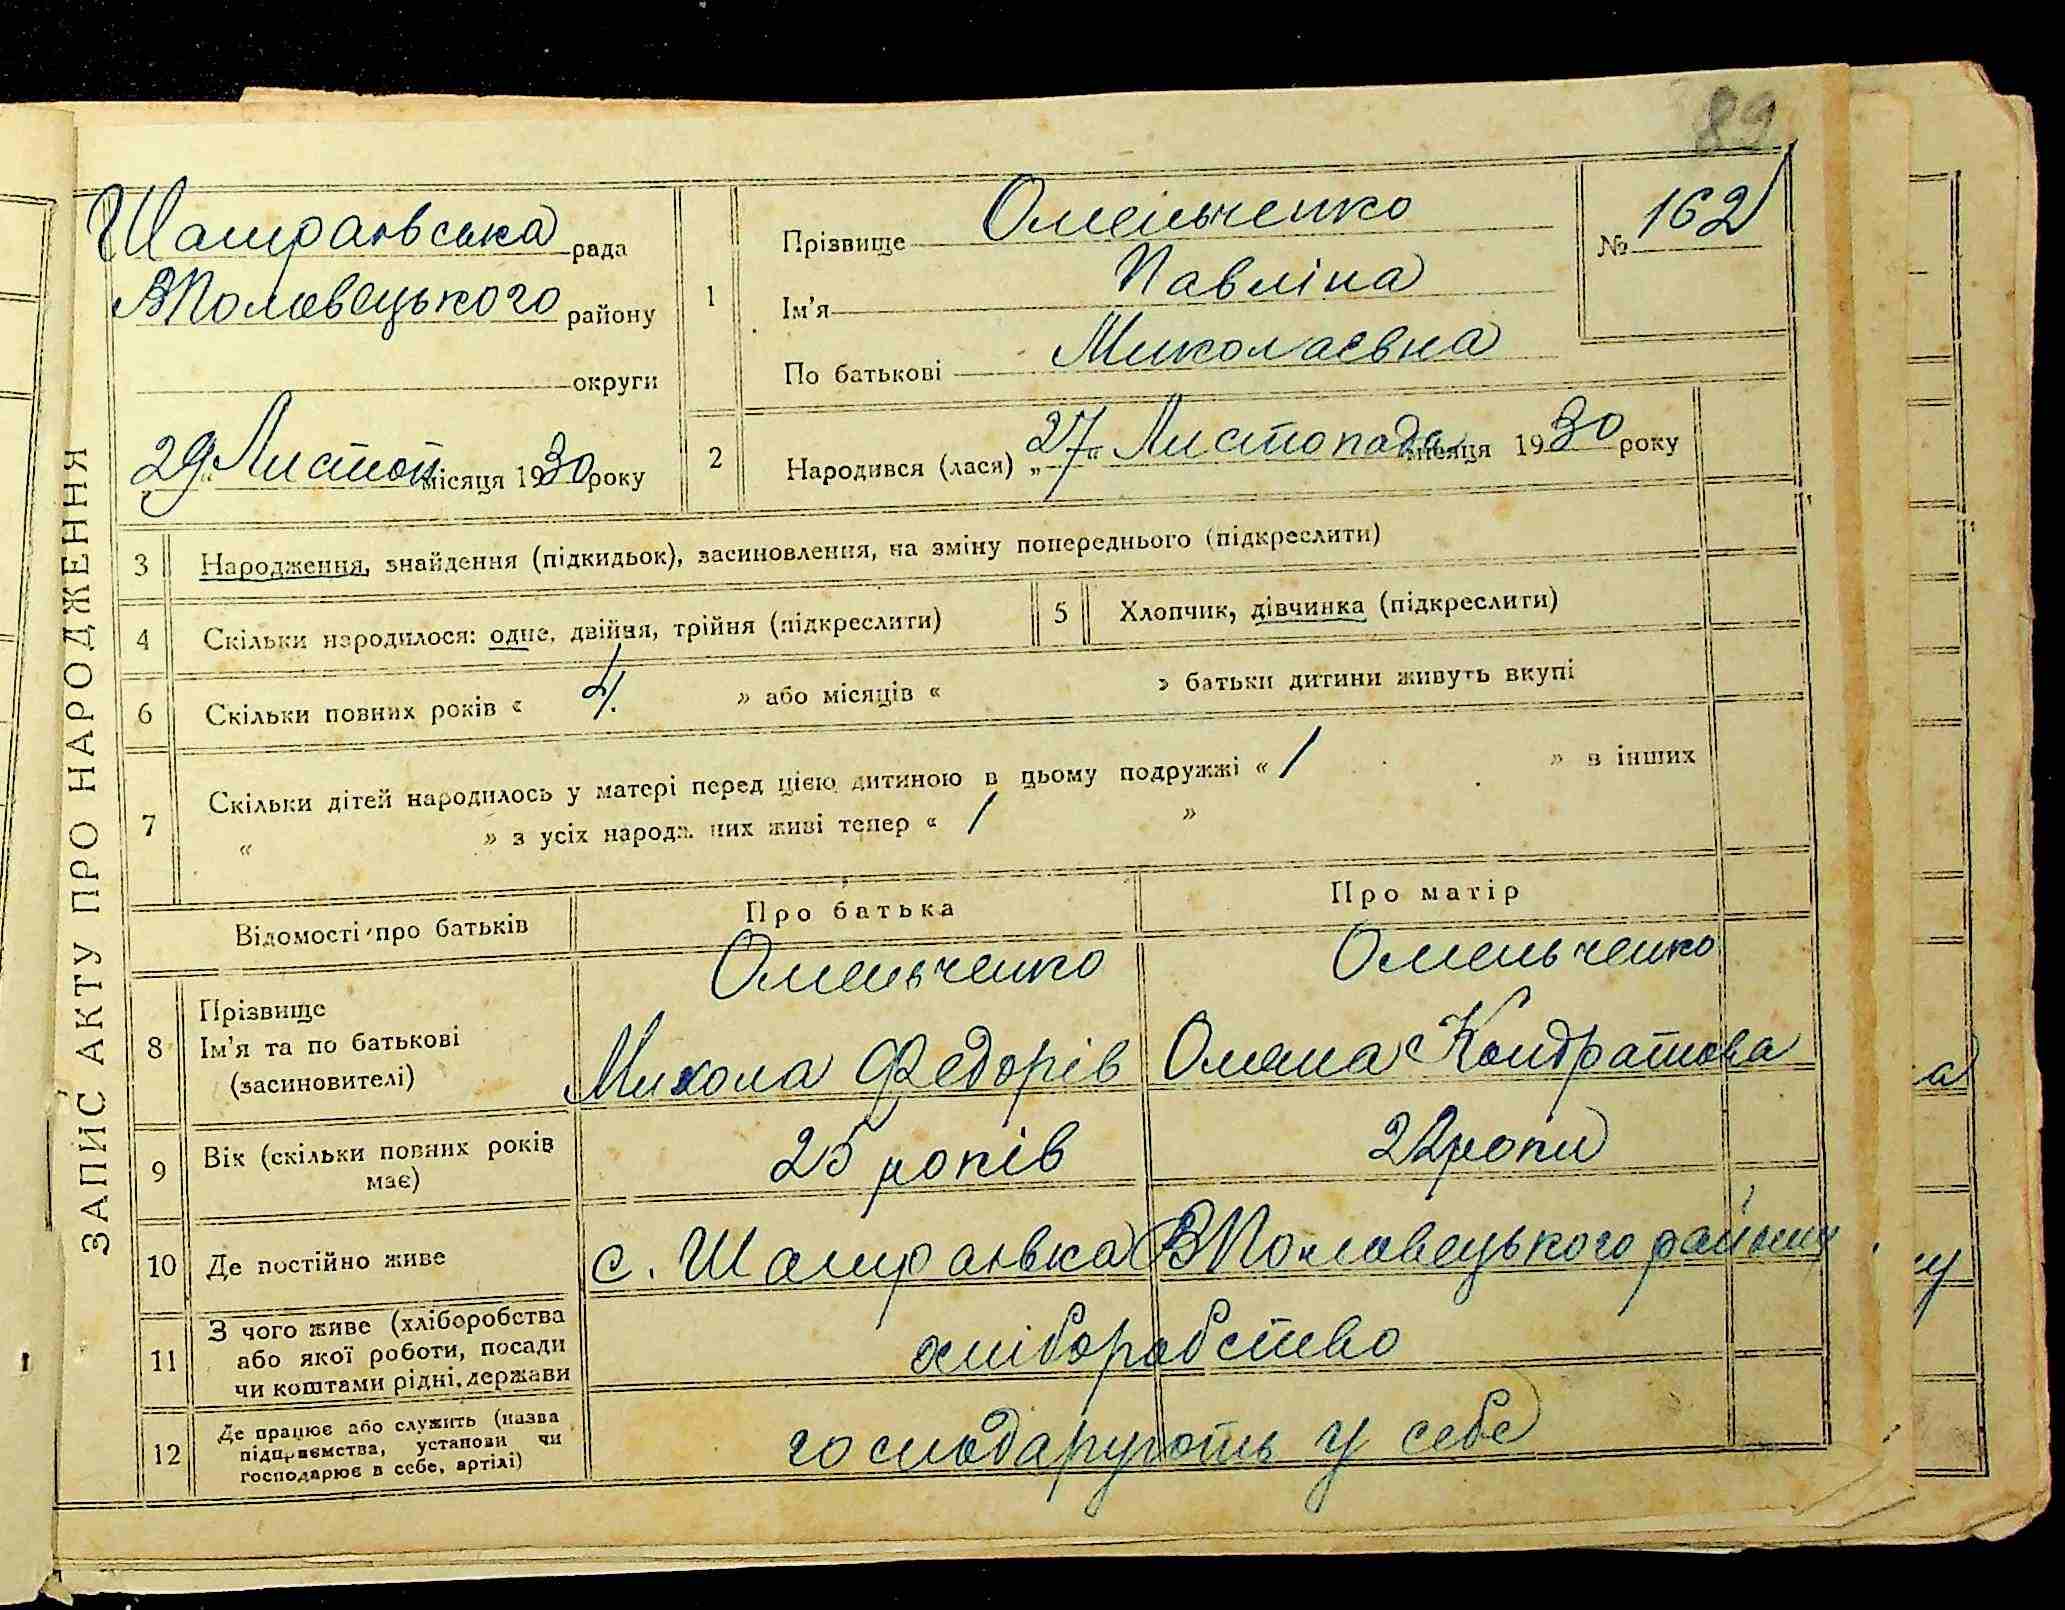 89
ЗАПИС АКТУ ПРО НАРОДЖЕННЯ
Шамраївська рада
ВПоловецького району
округи
„29“ Листоп місяця 1930 року
1
Прізвище Омельченко
Ім'я Павліна
По батькові Миколаєвна
№ 162
2
Народився (лася) „27“ Листопада місяця 1930 року
3 Народження, знайдення (підкидьок), засиновлення, на зміну попереднього (підкреслити)
4 Скільки народилося: одне, двійня, трійня (підкреслити)
5 Хлопчик, дівчинка (підкреслити)
6 Скільки повних років « 4. » або місяців « » батьки дитини живуть вкупі
7 Скільки дітей народилось у матері перед цією дитиною в цьому подружжі « 1 » в інших
« » з усіх народж них живі тепер « 1 »
Відомості про батьків
Про батька
Про матір
8 Прізвище
Ім'я та по батькові
(засиновителі)
Омельченко
Микола Федорів
Омельченко
Оляна Кондратова
9 Вік (скільки повних років
має)
25 років
22 роки
10 Де постійно живе
с. Шамраївка ВПоловецького району
11 З чого живе (хліборобства
або якої роботи, посади
чи коштами рідні, держави
хліборобство
12 Де працює або служить (назва
підприємства, установи чи
господарює в себе, артілі)
господарують у себе